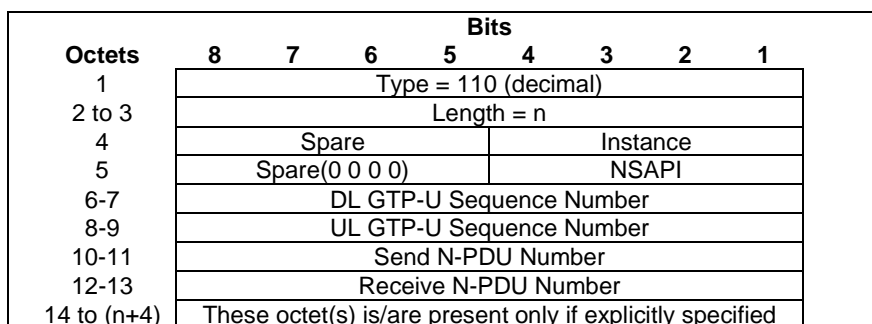 Bits
Octets 8 7 6 5 4 3 2 1
1 Type = 110 (decimal)
2 to 3 Length = n
4 Spare Instance
5 Spare(0 0 0 0) NSAPI
6-7 DL GTP-U Sequence Number
8-9 UL GTP-U Sequence Number
10-11 Send N-PDU Number
12-13 Receive N-PDU Number
14 to (n+4) These octet(s) is/are present only if explicitly specified